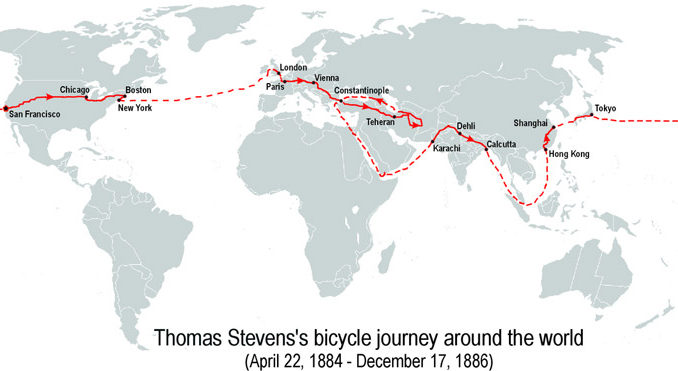 London
Vienna
Paris
Chicago
Boston
Constantinople
New York
San Francisco
Teheran
Tokyo
Shanghai
Dehli
Calcutta
Karachi
Hong Kong
Thomas Stevens's bicycle journey around the world
(April 22, 1884 - December 17, 1886)